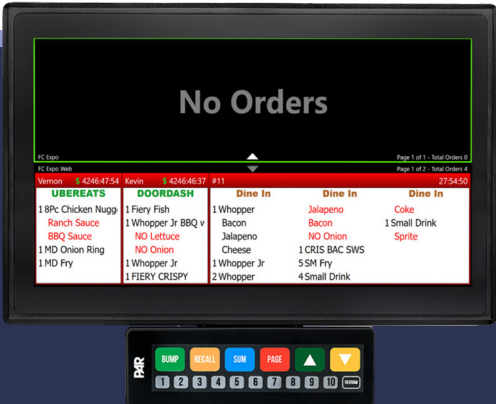 No Orders
FC Expo Page 1 of 1 - Total Orders 0
FC Expo Web Page 1 of 2 - Total Orders 4
Vernon $ 4246:47:54 Kevin $ 4246:46:37 #11 27:54:50
UBEREATS DOORDASH Dine In Dine In Dine In
1 8Pc Chicken Nugg 1 Fiery Fish 1 Whopper Jalapeno Coke
Ranch Sauce 1 Whopper Jr BBQ w Bacon Bacon 1 Small Drink
BBQ Sauce NO Lettuce Jalapeno NO Onion Sprite
1 MD Onion Ring NO Onion Cheese 1 CRIS BAC SWS
1 MD Fry 1 Whopper Jr 1 Whopper Jr 5 SM Fry
1 FIERY CRISPY 2 Whopper 4 Small Drink
PAR
BUMP RECALL SUM PAGE
1 2 3 4 5 6 7 8 9 10